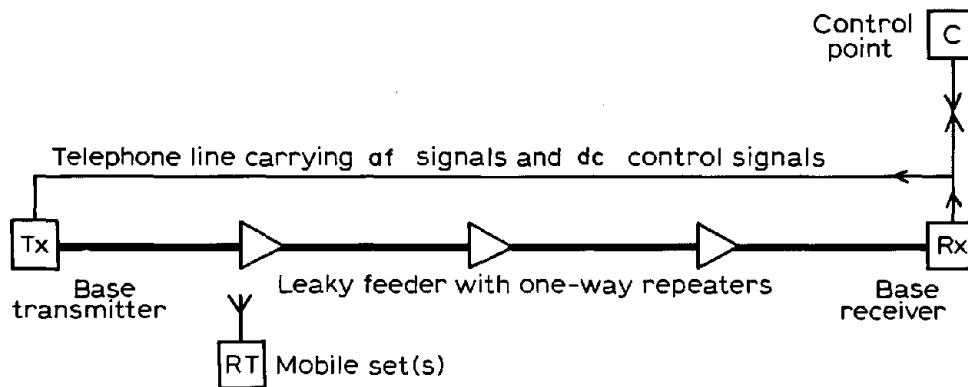 Control
point
C
Telephone line carrying af signals and dc control signals
Tx
Rx
Base
transmitter
Leaky feeder with one-way repeaters
Base
receiver
RT
Mobile set(s)